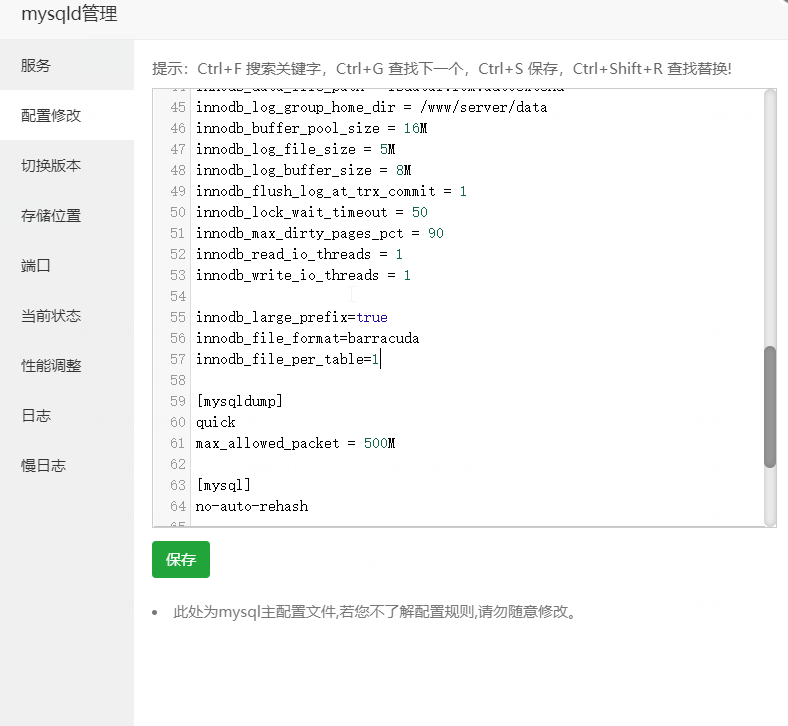 mysqld管理
服务
配置修改
切换版本
存储位置
端口
当前状态
性能调整
日志
慢日志
提示：Ctrl+F 搜索关键字，Ctrl+G 查找下一个，Ctrl+S 保存，Ctrl+Shift+R 查找替换!
45 innodb_log_group_home_dir = /www/server/data
46 innodb_buffer_pool_size = 16M
47 innodb_log_file_size = 5M
48 innodb_log_buffer_size = 8M
49 innodb_flush_log_at_trx_commit = 1
50 innodb_lock_wait_timeout = 50
51 innodb_max_dirty_pages_pct = 90
52 innodb_read_io_threads = 1
53 innodb_write_io_threads = 1
54
55 innodb_large_prefix=true
56 innodb_file_format=barracuda
57 innodb_file_per_table=1
58
59 [mysqldump]
60 quick
61 max_allowed_packet = 500M
62
63 [mysql]
64 no-auto-rehash
保存
• 此处为mysql主配置文件,若您不了解配置规则,请勿随意修改。